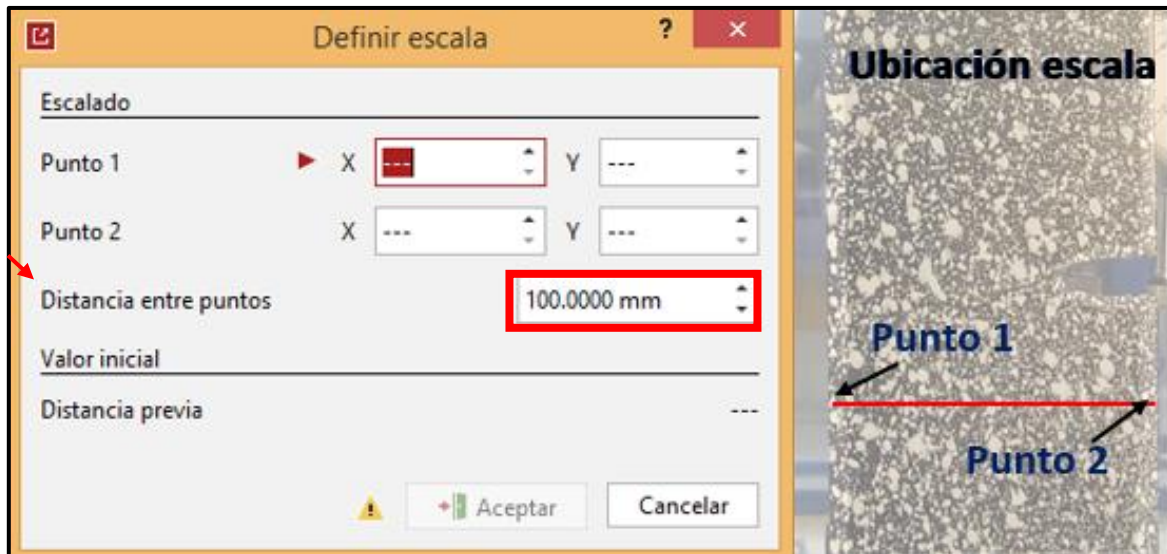 Definir escala
?
×
Escalado
Punto 1 X --- Y ---
Punto 2 X --- Y ---
Distancia entre puntos 100.0000 mm
Valor inicial
Distancia previa ---
Aceptar Cancelar
Ubicación escala
Punto 1
Punto 2